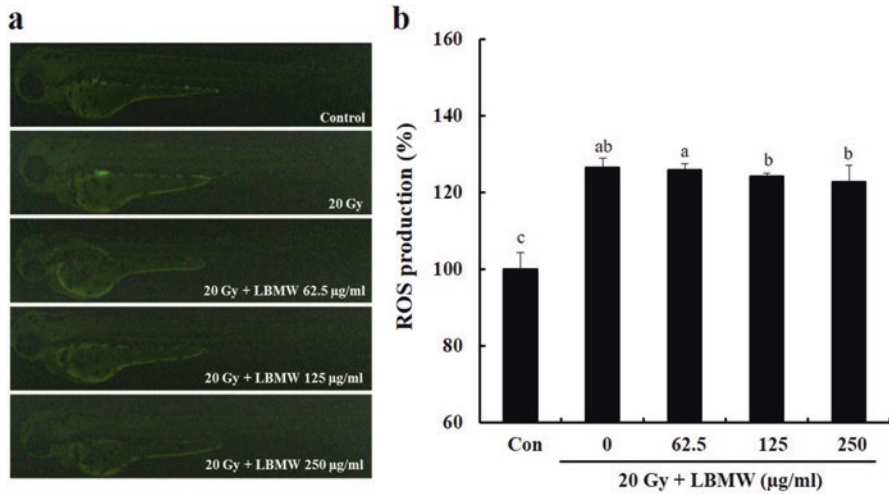 a
Control
20 Gy
20 Gy + LBMW 62.5 µg/ml
20 Gy + LBMW 125 µg/ml
20 Gy + LBMW 250 µg/ml
b
ROS production (%)
160
140
120
100
80
60
c
ab
a
b
b
Con
0
62.5
125
250
20 Gy + LBMW (µg/ml)